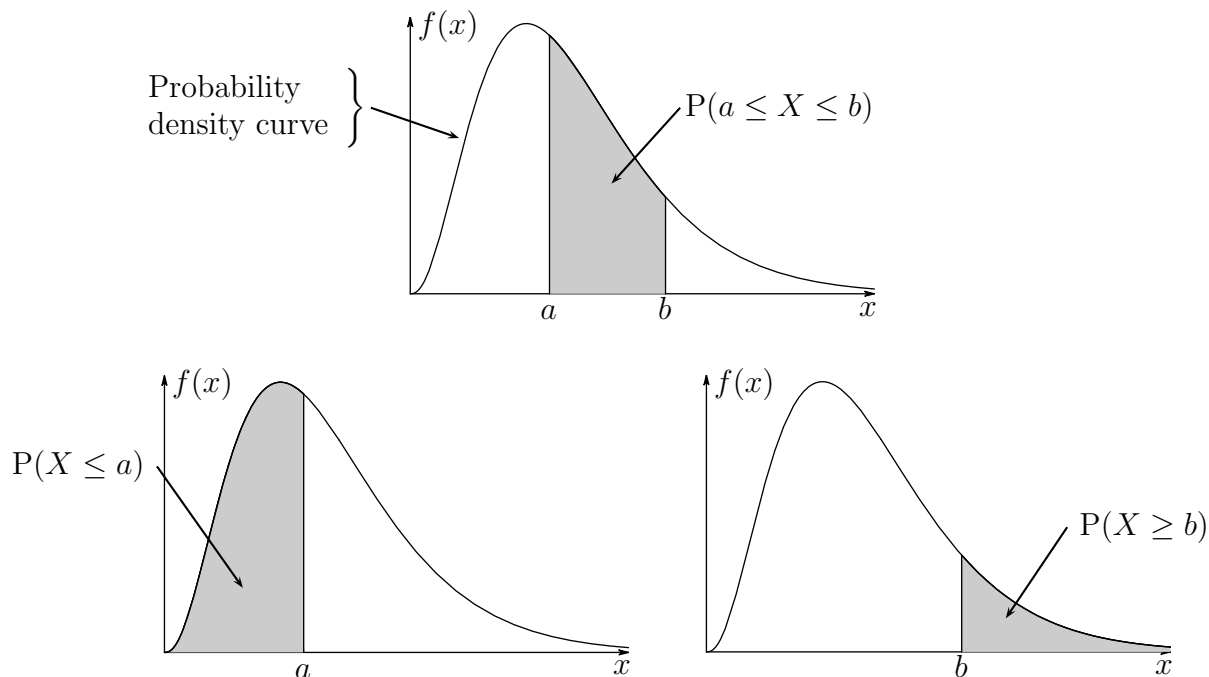 f(x)
Probability
density curve
P(a ≤ X ≤ b)
a b x
f(x)
P(X ≤ a)
a x
f(x)
P(X ≥ b)
b x